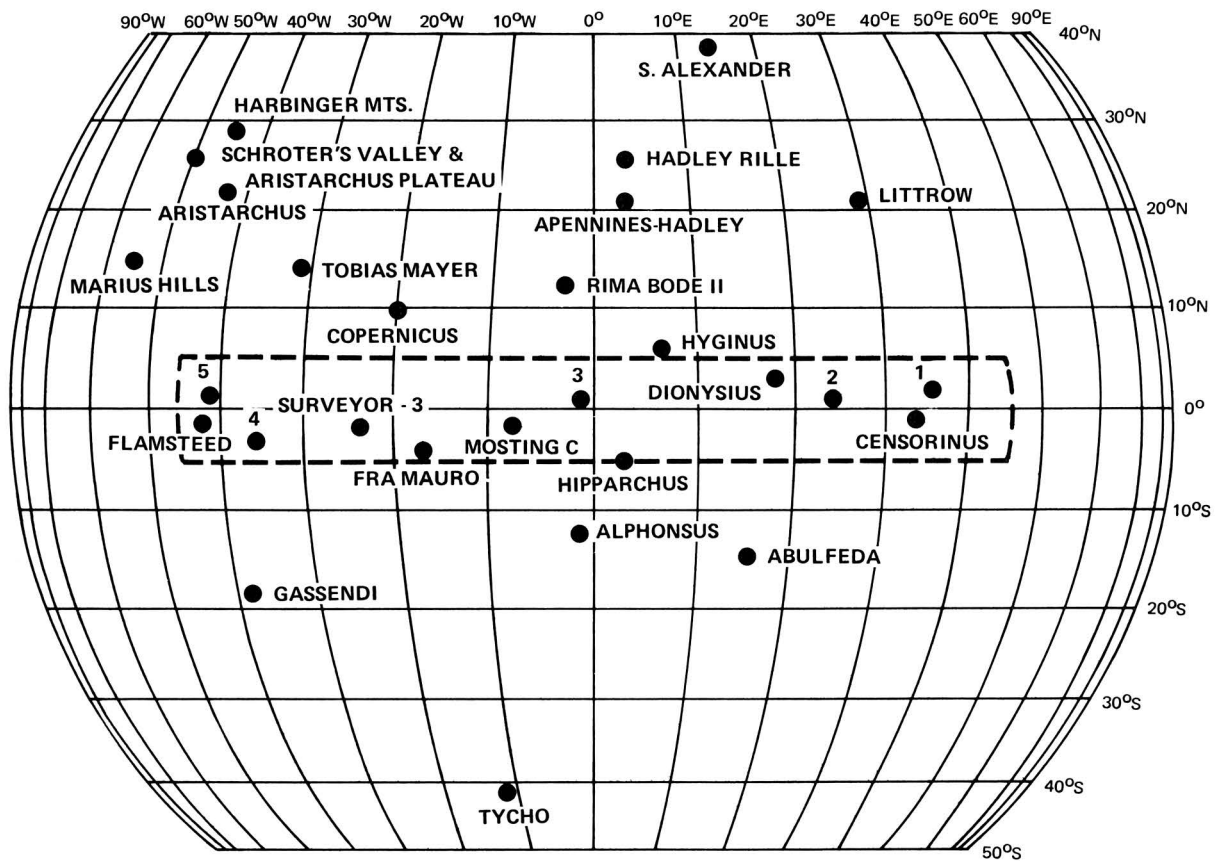 90°W 60°W 50°W 40°W 30°W 20°W 10°W 0° 10°E 20°E 30°E 40°E 50°E 60°E 90°E
40°N
S. ALEXANDER
HARBINGER MTS.
30°N
SCHROTER'S VALLEY &
ARISTARCHUS PLATEAU
HADLEY RILLE
LITTROW
ARISTARCHUS
20°N
APENNINES-HADLEY
TOBIAS MAYER
MARIUS HILLS
RIMA BODE II
10°N
COPERNICUS
HYGINUS
5
3
DIONYSIUS
2
1
SURVEYOR - 3
4
0°
FLAMSTEED
MOSTING C
CENSORINUS
FRA MAURO
HIPPARCHUS
10°S
ALPHONSUS
ABULFEDA
GASSENDI
20°S
30°S
40°S
TYCHO
50°S